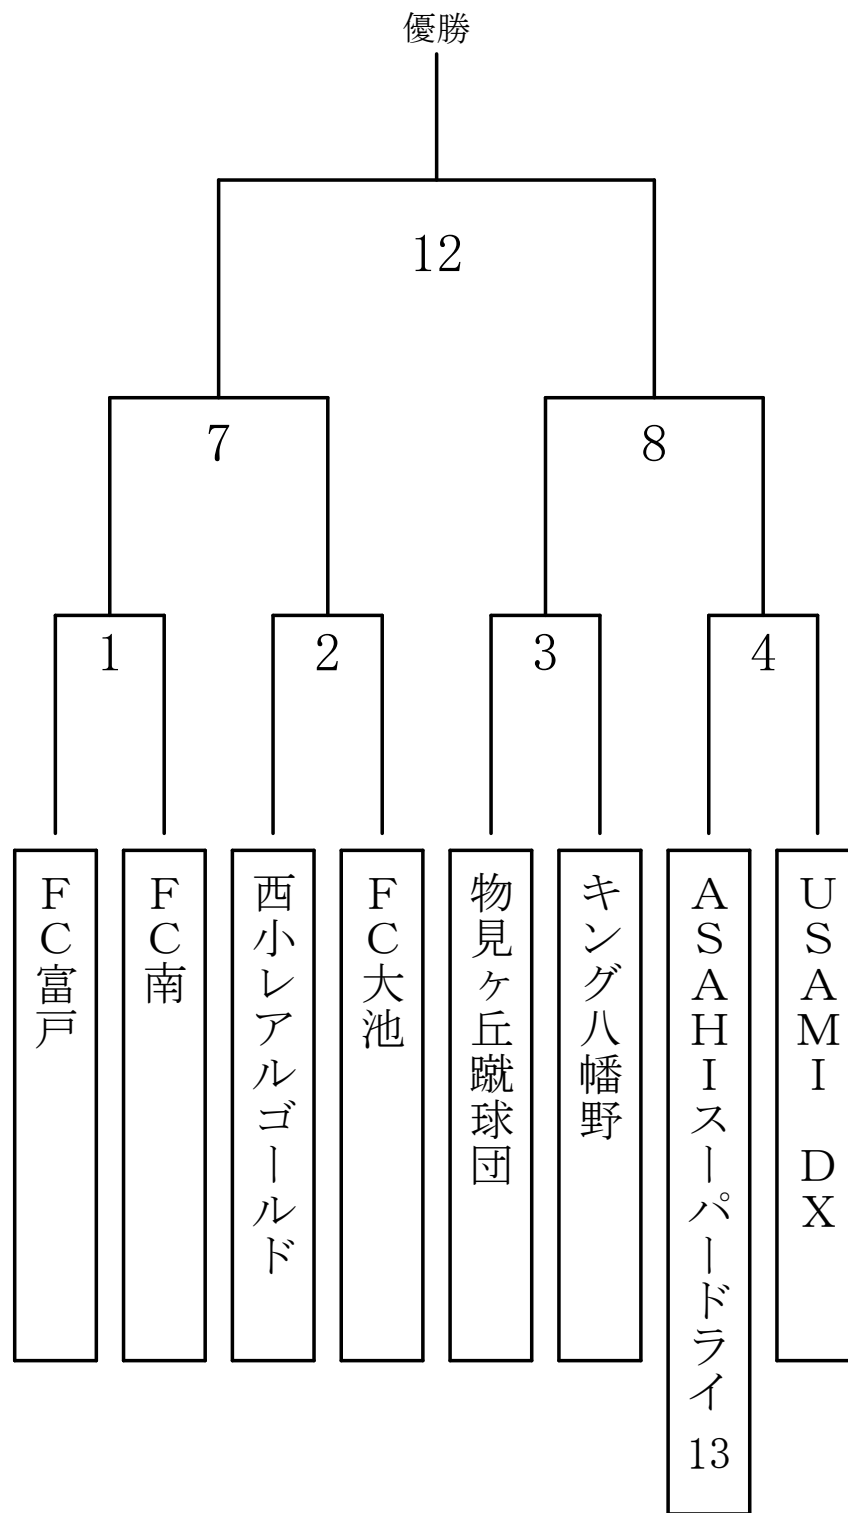 優勝
12
7
8
1
2
3
4
FC富戸
FC南
西小レアルゴールド
FC大池
物見ヶ丘蹴球団
キング八幡野
ASAHIスーパードライ13
USAMI DX